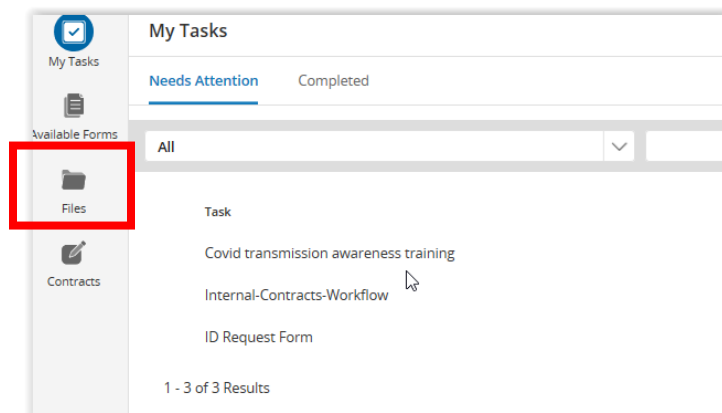 My Tasks
My Tasks
Needs Attention Completed
Available Forms
All
Files
Task
Covid transmission awareness training
Contracts
Internal-Contracts-Workflow
ID Request Form
1 - 3 of 3 Results